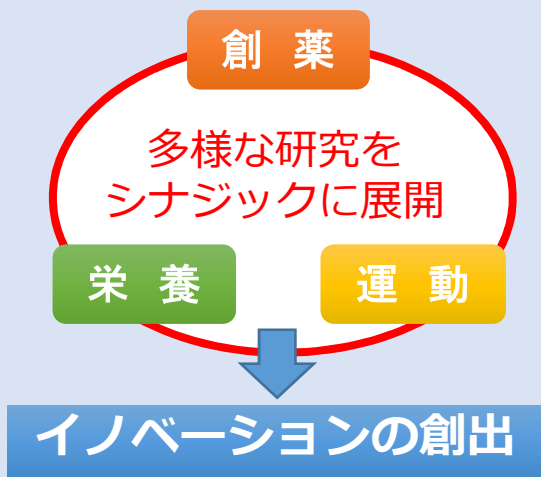 創 薬
多様な研究を
シナジックに展開
栄 養
運 動
イノベーションの創出